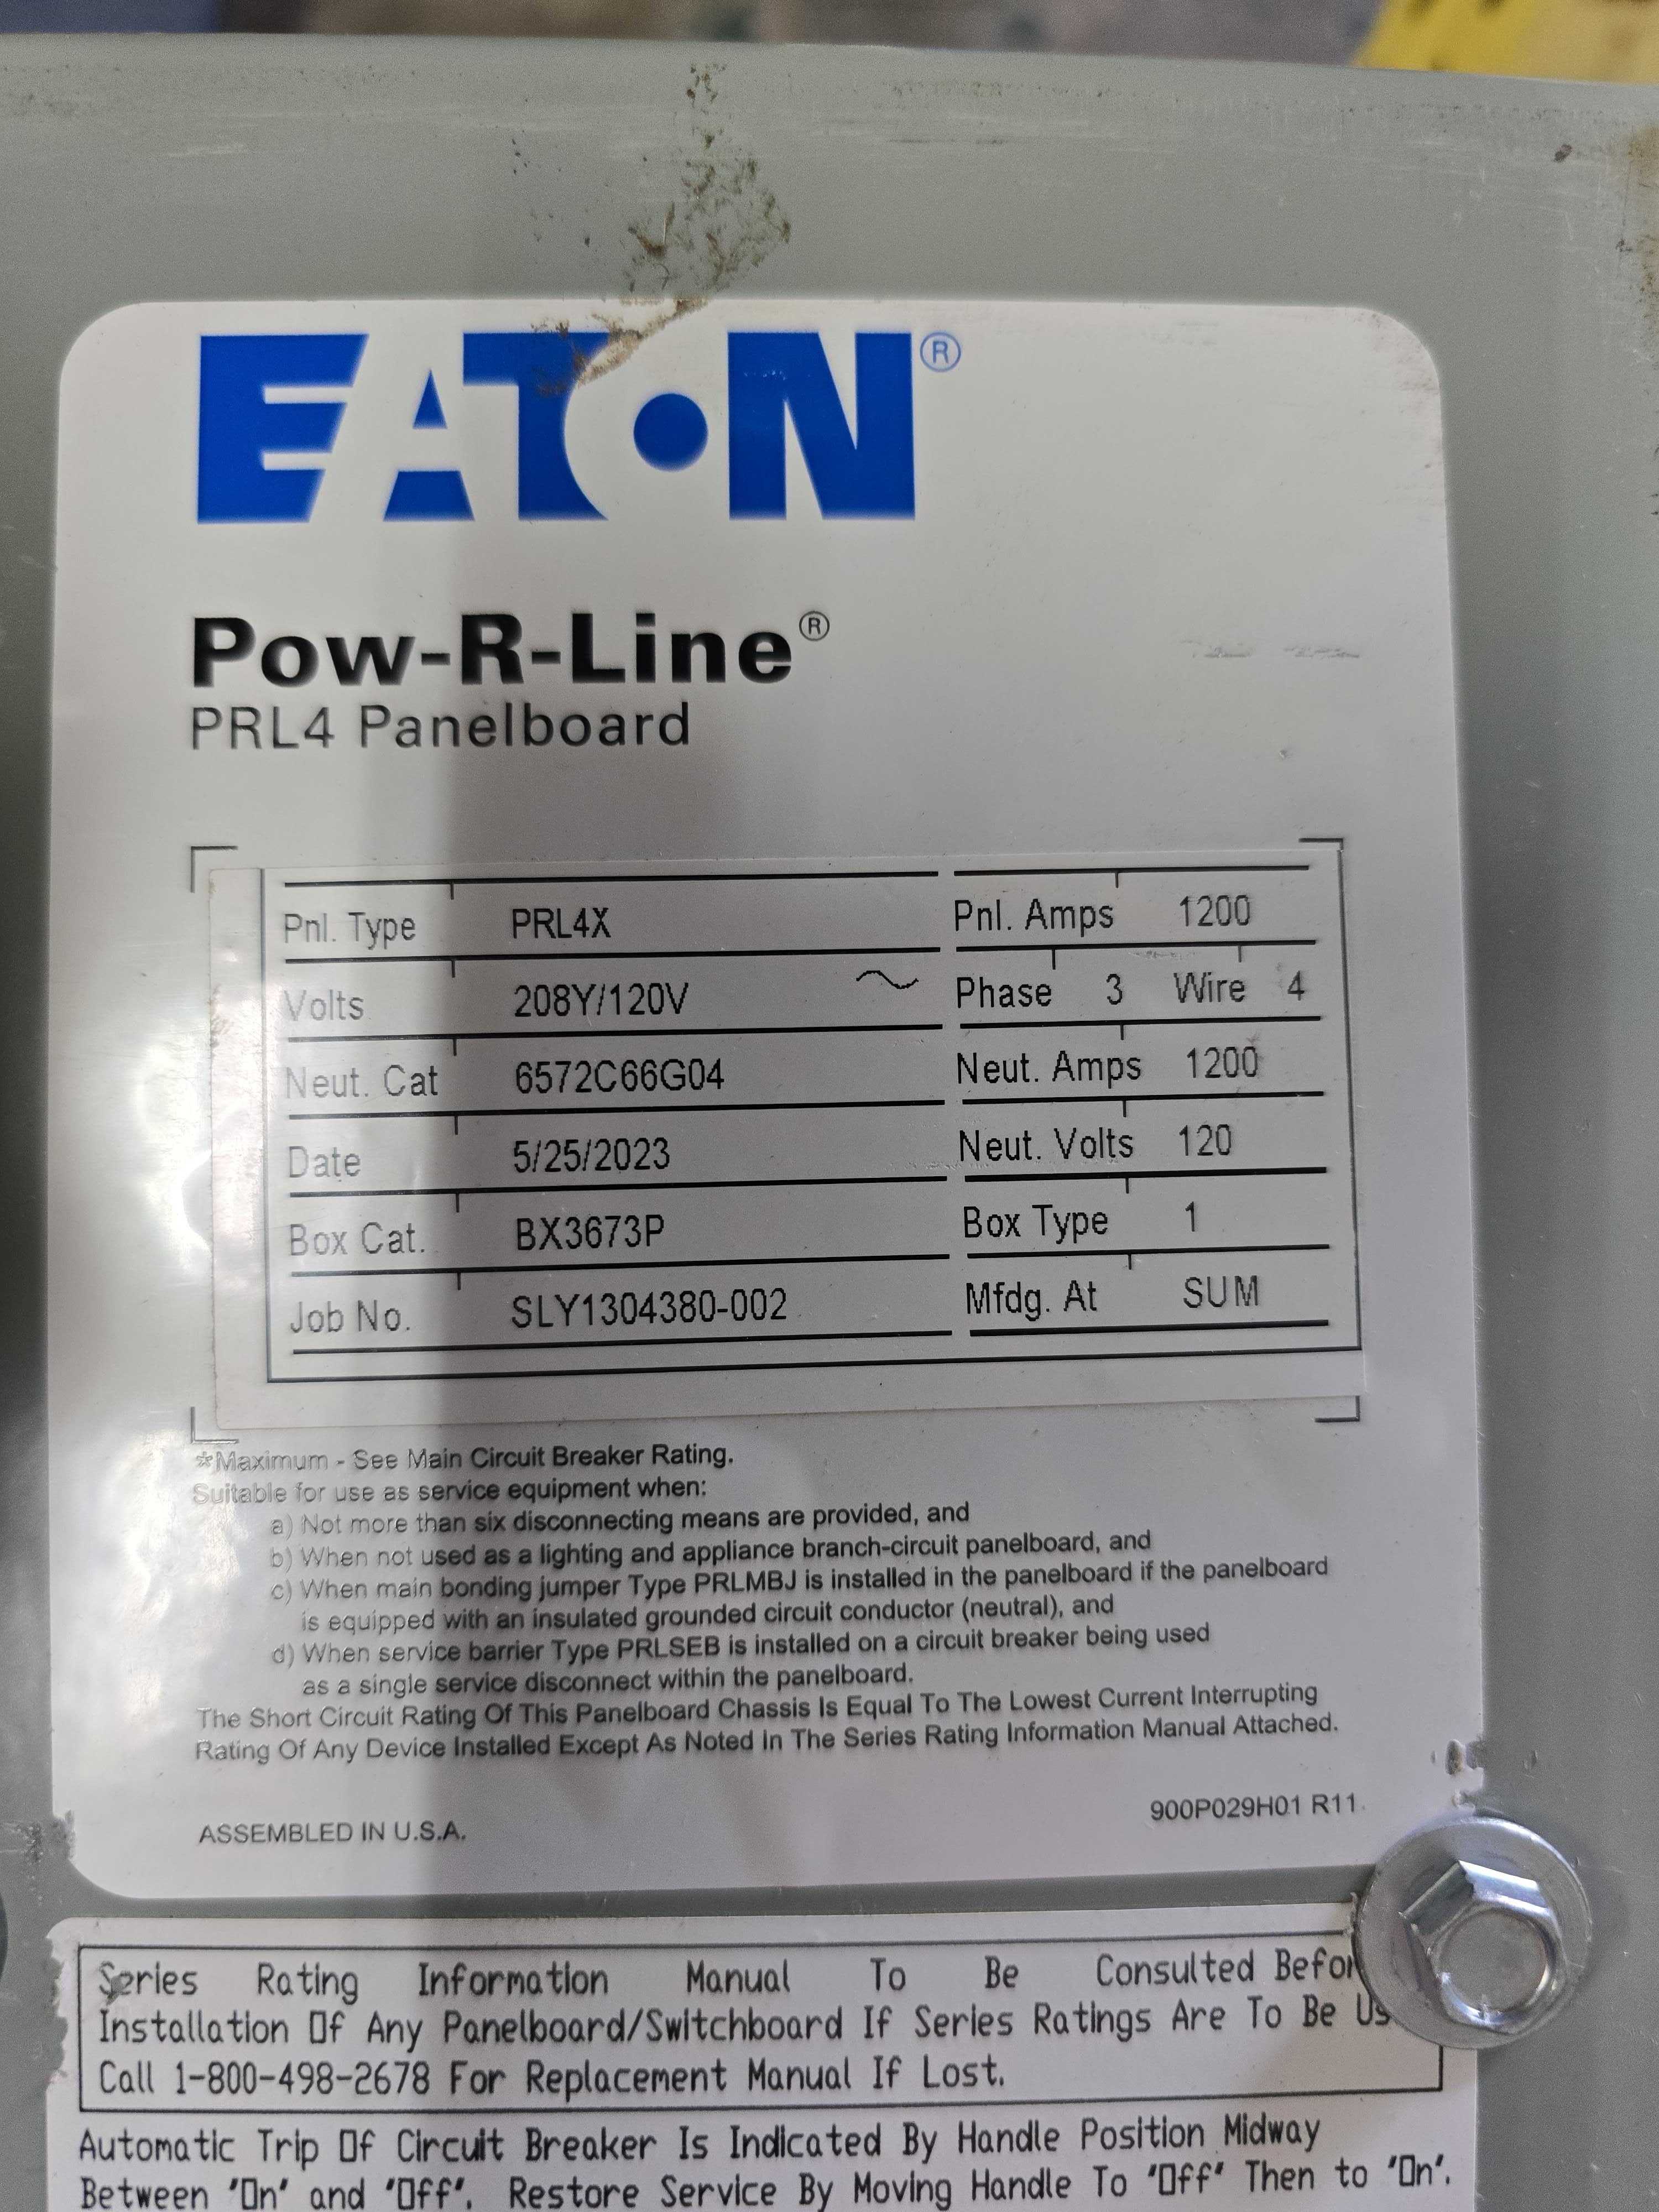 EATON®
Pow-R-Line®
PRL4 Panelboard
Pnl. Type PRL4X Pnl. Amps 1200
Volts 208Y/120V ~ Phase 3 Wire 4
Neut. Cat 6572C66G04 Neut. Amps 1200
Date 5/25/2023 Neut. Volts 120
Box Cat. BX3673P Box Type 1
Job No. SLY1304380-002 Mfdg. At SUM
*Maximum - See Main Circuit Breaker Rating.
Suitable for use as service equipment when:
a) Not more than six disconnecting means are provided, and
b) When not used as a lighting and appliance branch-circuit panelboard, and
c) When main bonding jumper Type PRLMBJ is installed in the panelboard if the panelboard
is equipped with an insulated grounded circuit conductor (neutral), and
d) When service barrier Type PRLSEB is installed on a circuit breaker being used
as a single service disconnect within the panelboard.
The Short Circuit Rating Of This Panelboard Chassis Is Equal To The Lowest Current Interrupting
Rating Of Any Device Installed Except As Noted In The Series Rating Information Manual Attached.
900P029H01 R11
ASSEMBLED IN U.S.A.
Series Rating Information Manual To Be Consulted Befor
Installation Of Any Panelboard/Switchboard If Series Ratings Are To Be Us
Call 1-800-498-2678 For Replacement Manual If Lost.
Automatic Trip Of Circuit Breaker Is Indicated By Handle Position Midway
Between "On" and "Off". Restore Service By Moving Handle To "Off" Then to "On".